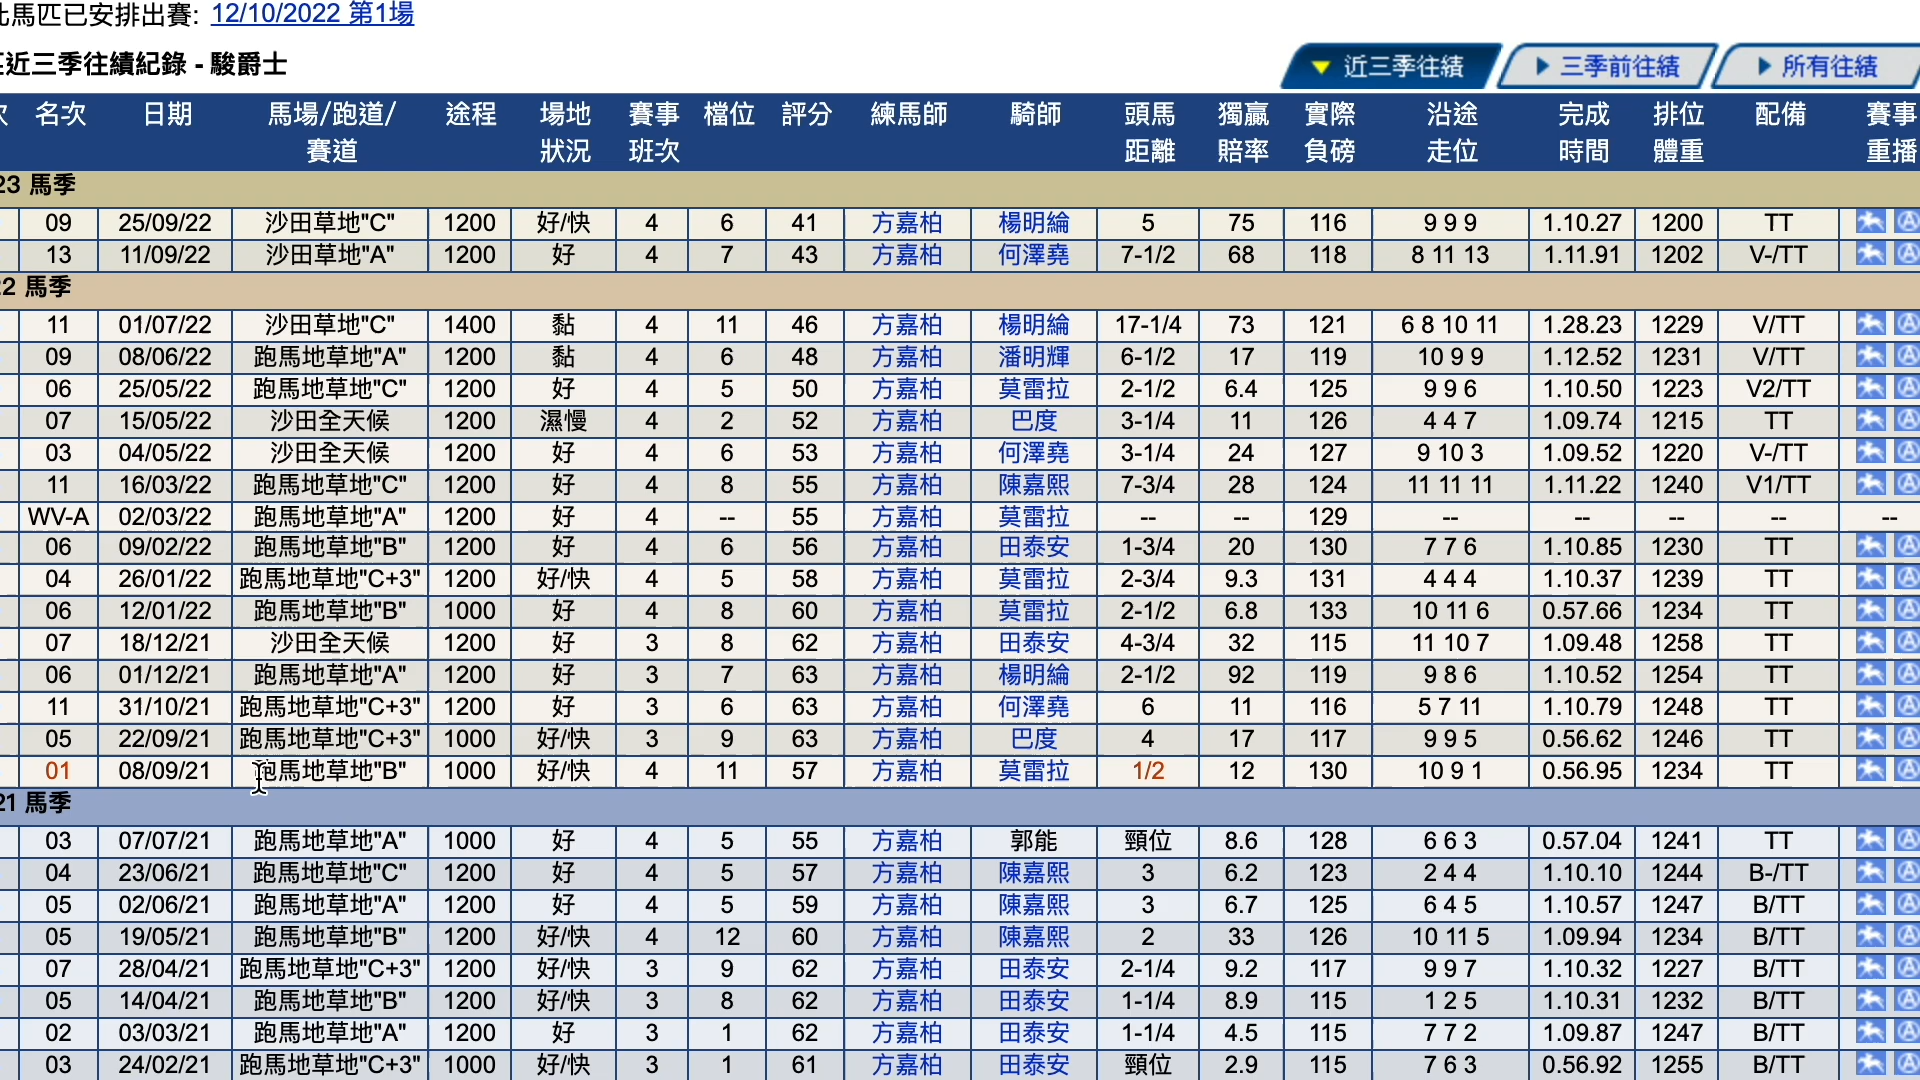 此馬匹已安排出賽: 12/10/2022 第1場
近三季往績紀錄 - 駿爵士
近三季往績 三季前往績 所有往績
次 名次 日期 馬場/跑道/賽道 途程 場地狀況 賽事班次 檔位 評分 練馬師 騎師 頭馬距離 獨贏賠率 實際負磅 沿途走位 完成時間 排位體重 配備 賽事重播
23 馬季
09 25/09/22 沙田草地"C" 1200 好/快 4 6 41 方嘉柏 楊明綸 5 75 116 9 9 9 1.10.27 1200 TT
13 11/09/22 沙田草地"A" 1200 好 4 7 43 方嘉柏 何澤堯 7-1/2 68 118 8 11 13 1.11.91 1202 V-/TT
22 馬季
11 01/07/22 沙田草地"C" 1400 黏 4 11 46 方嘉柏 楊明綸 17-1/4 73 121 6 8 10 11 1.28.23 1229 V/TT
09 08/06/22 跑馬地草地"A" 1200 黏 4 6 48 方嘉柏 潘明輝 6-1/2 17 119 10 9 9 1.12.52 1231 V/TT
06 25/05/22 跑馬地草地"C" 1200 好 4 5 50 方嘉柏 莫雷拉 2-1/2 6.4 125 9 9 6 1.10.50 1223 V2/TT
07 15/05/22 沙田全天候 1200 濕慢 4 2 52 方嘉柏 巴度 3-1/4 11 126 4 4 7 1.09.74 1215 TT
03 04/05/22 沙田全天候 1200 好 4 6 53 方嘉柏 何澤堯 3-1/4 24 127 9 10 3 1.09.52 1220 V-/TT
11 16/03/22 跑馬地草地"C" 1200 好 4 8 55 方嘉柏 陳嘉熙 7-3/4 28 124 11 11 11 1.11.22 1240 V1/TT
WV-A 02/03/22 跑馬地草地"A" 1200 好 4 -- 55 方嘉柏 莫雷拉 -- -- 129 -- -- -- -- --
06 09/02/22 跑馬地草地"B" 1200 好 4 6 56 方嘉柏 田泰安 1-3/4 20 130 7 7 6 1.10.85 1230 TT
04 26/01/22 跑馬地草地"C+3" 1200 好/快 4 5 58 方嘉柏 莫雷拉 2-3/4 9.3 131 4 4 4 1.10.37 1239 TT
06 12/01/22 跑馬地草地"B" 1000 好 4 8 60 方嘉柏 莫雷拉 2-1/2 6.8 133 10 11 6 0.57.66 1234 TT
07 18/12/21 沙田全天候 1200 好 3 8 62 方嘉柏 田泰安 4-3/4 32 115 11 10 7 1.09.48 1258 TT
06 01/12/21 跑馬地草地"A" 1200 好 3 7 63 方嘉柏 楊明綸 2-1/2 92 119 9 8 6 1.10.52 1254 TT
11 31/10/21 跑馬地草地"C+3" 1200 好 3 6 63 方嘉柏 何澤堯 6 11 116 5 7 11 1.10.79 1248 TT
05 22/09/21 跑馬地草地"C+3" 1000 好/快 3 9 63 方嘉柏 巴度 4 17 117 9 9 5 0.56.62 1246 TT
01 08/09/21 跑馬地草地"B" 1000 好/快 4 11 57 方嘉柏 莫雷拉 1/2 12 130 10 9 1 0.56.95 1234 TT
21 馬季
03 07/07/21 跑馬地草地"A" 1000 好 4 5 55 方嘉柏 郭能 頸位 8.6 128 6 6 3 0.57.04 1241 TT
04 23/06/21 跑馬地草地"C" 1200 好 4 5 57 方嘉柏 陳嘉熙 3 6.2 123 2 4 4 1.10.10 1244 B-/TT
05 02/06/21 跑馬地草地"A" 1200 好 4 5 59 方嘉柏 陳嘉熙 3 6.7 125 6 4 5 1.10.57 1247 B/TT
05 19/05/21 跑馬地草地"B" 1200 好/快 4 12 60 方嘉柏 陳嘉熙 2 33 126 10 11 5 1.09.94 1234 B/TT
07 28/04/21 跑馬地草地"C+3" 1200 好/快 3 9 62 方嘉柏 田泰安 2-1/4 9.2 117 9 9 7 1.10.32 1227 B/TT
05 14/04/21 跑馬地草地"B" 1200 好/快 3 8 62 方嘉柏 田泰安 1-1/4 8.9 115 1 2 5 1.10.31 1232 B/TT
02 03/03/21 跑馬地草地"A" 1200 好 3 1 62 方嘉柏 田泰安 1-1/4 4.5 115 7 7 2 1.09.87 1247 B/TT
03 24/02/21 跑馬地草地"C+3" 1000 好/快 3 1 61 方嘉柏 田泰安 頸位 2.9 115 7 6 3 0.56.92 1255 B/TT